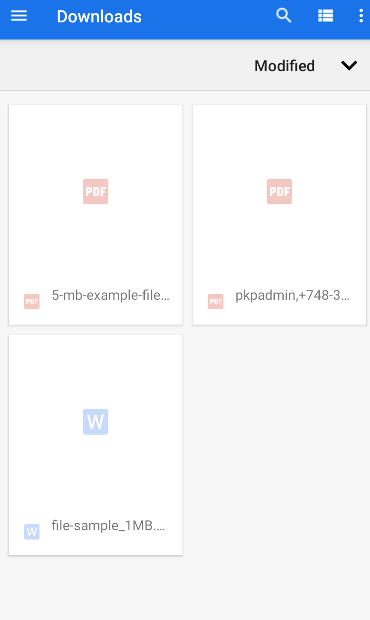 Downloads
Modified
PDF
PDF
PDF 5-mb-example-file...
PDF pkpadmin,+748-3...
W
W file-sample_1MB....